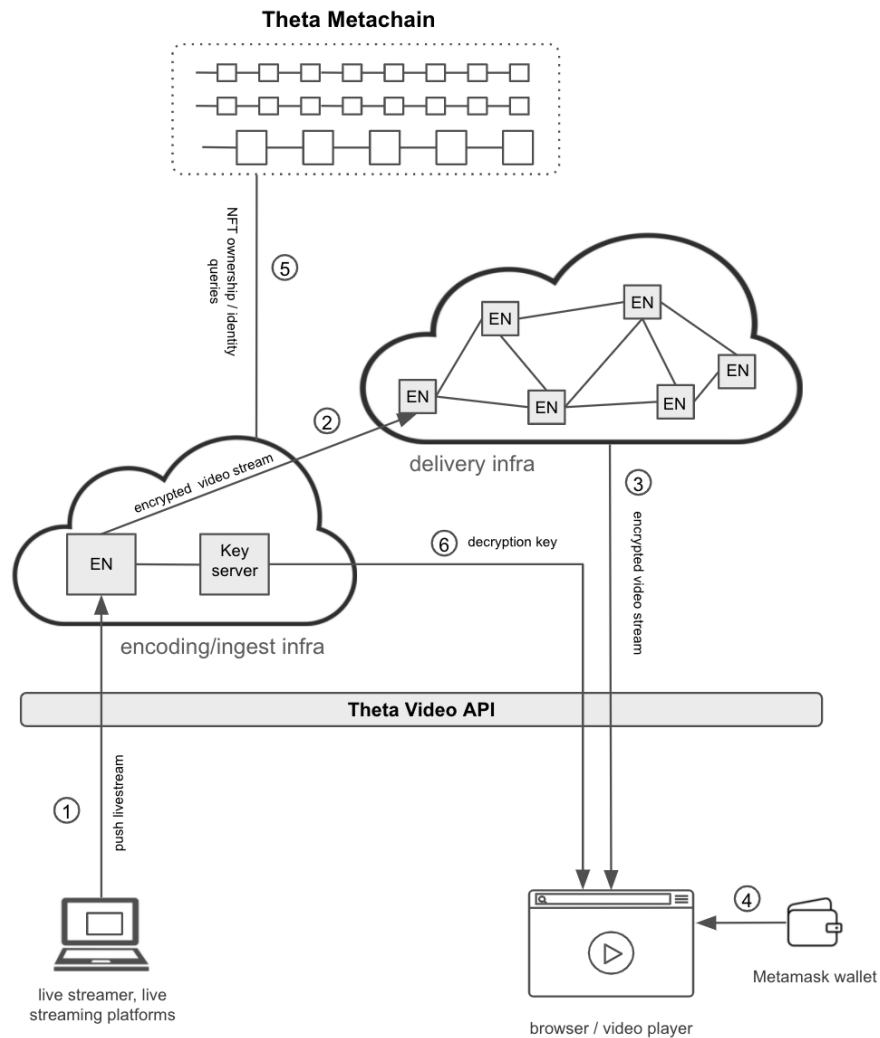 Theta Metachain
NFT ownership / identity
queries
5
EN
EN
EN
EN
EN
EN
2
delivery infra
encrypted video stream
3
encrypted video stream
6
decryption key
EN
Key
server
encoding/ingest infra
Theta Video API
1
push livestream
4
live streamer, live
streaming platforms
Metamask wallet
browser / video player